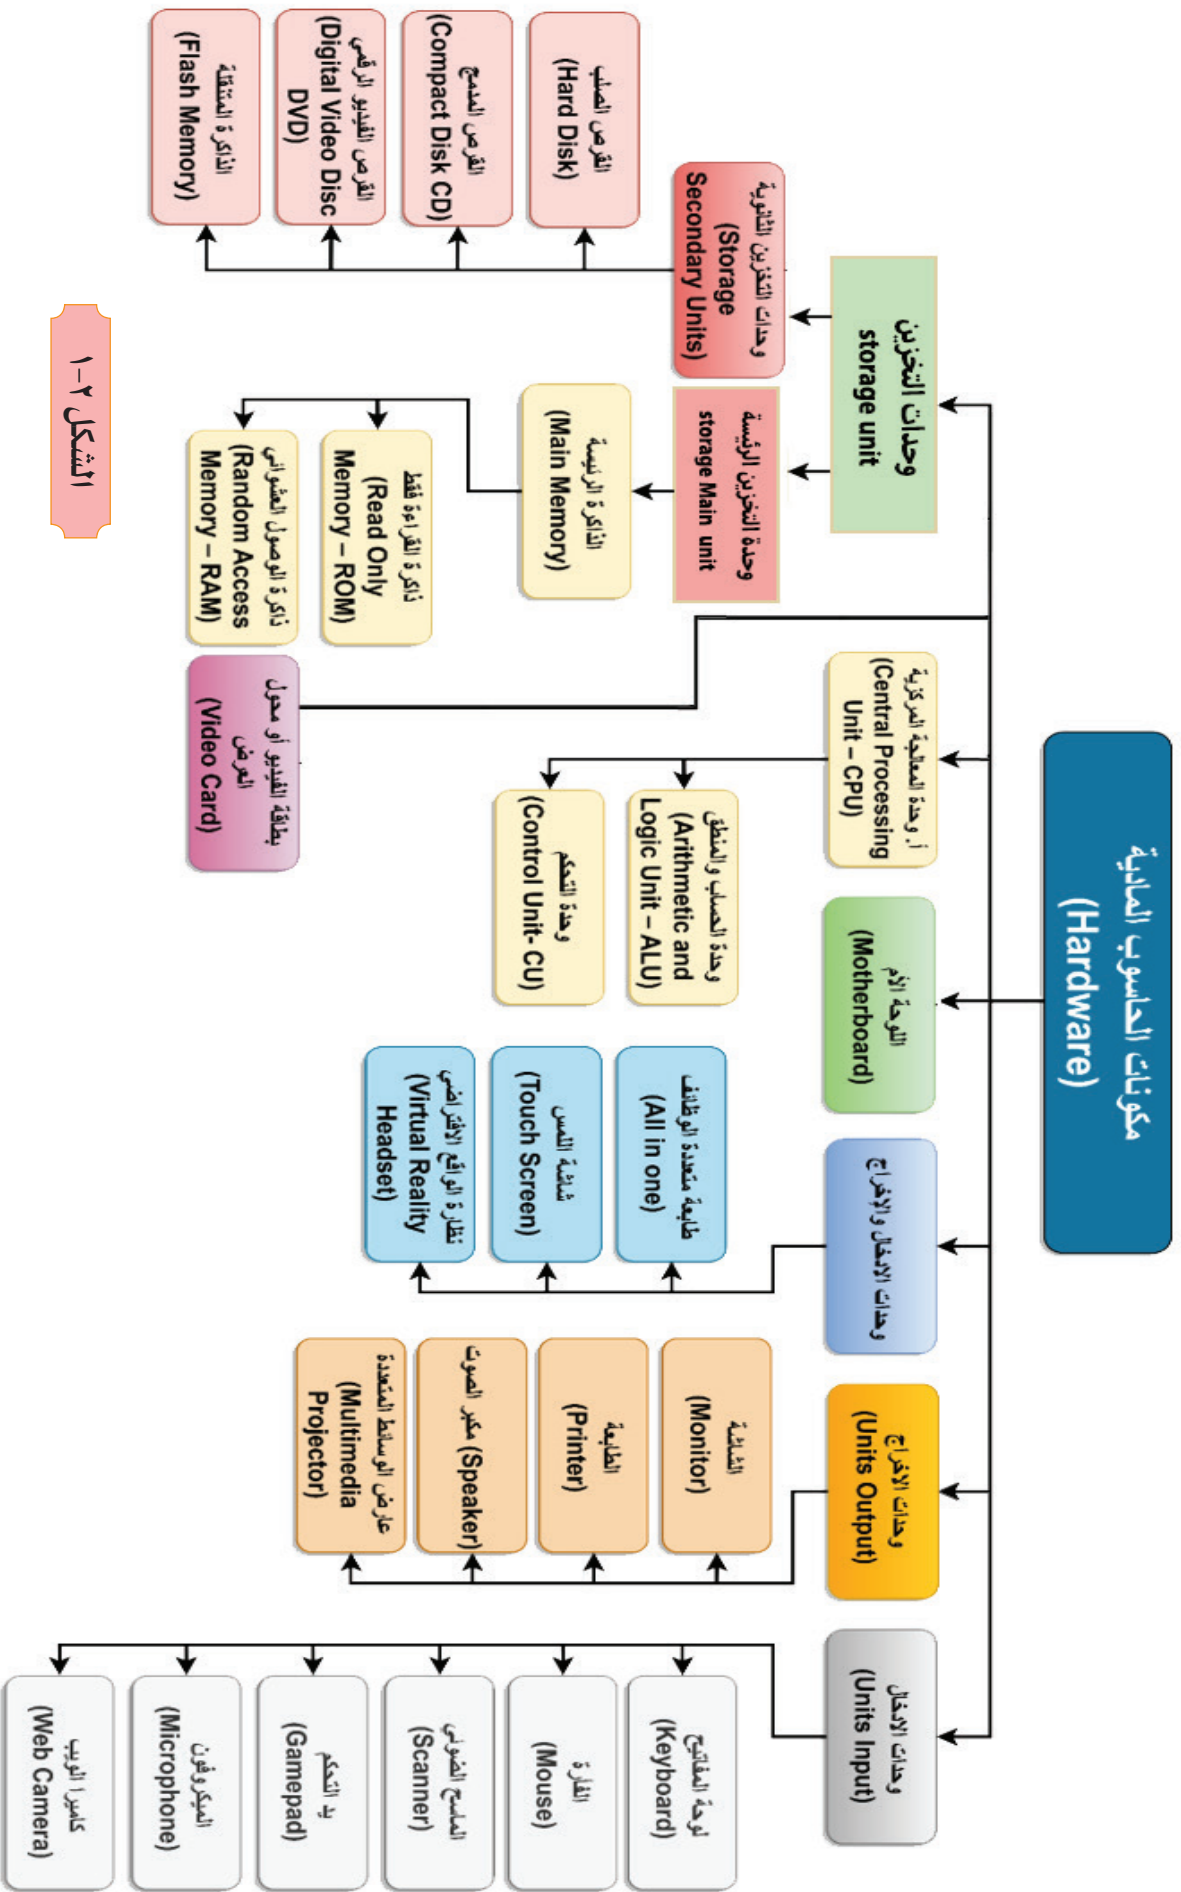 مكونات الحاسوب المادية
(Hardware)
وحدات التخزين
storage unit
أ. وحدة المعالجة المركزية
(Central Processing
Unit – CPU)
اللوحة الأم
(Motherboard)
وحدات الادخال والإخراج
وحدات الاخراج
(Units Output)
وحدات الادخال
(Units Input)
وحدات التخزين الثانوية
(Storage
Secondary Units)
وحدة التخزين الرئيسة
storage Main unit
القرص الصلب
(Hard Disk)
القرص المدمج
(Compact Disk CD)
القرص الفيديو الرقمي
(Digital Video Disc
DVD)
الذاكرة المتنقلة
(Flash Memory)
الذاكرة الرئيسة
(Main Memory)
ذاكرة القراءة فقط
(Read Only
Memory – ROM)
ذاكرة الوصول العشوائي
(Random Access
Memory – RAM)
بطاقة الفيديو أو محول
العرض
(Video Card)
وحدة الحساب والمنطق
(Arithmetic and
Logic Unit – ALU)
وحدة التحكم
(Control Unit- CU)
طابعة متعددة الوظائف
(All in one)
شاشة اللمس
(Touch Screen)
نظارة الواقع الافتراضي
(Virtual Reality
Headset)
الشاشة
(Monitor)
الطابعة
(Printer)
مكبر الصوت (Speaker)
عارض الوسائط المتعددة
(Multimedia
Projector)
لوحة المفاتيح
(Keyboard)
الفارة
(Mouse)
الماسح الضوئي
(Scanner)
يد التحكم
(Gamepad)
الميكروفون
(Microphone)
كاميرا الويب
(Web Camera)
الشكل ٢-١